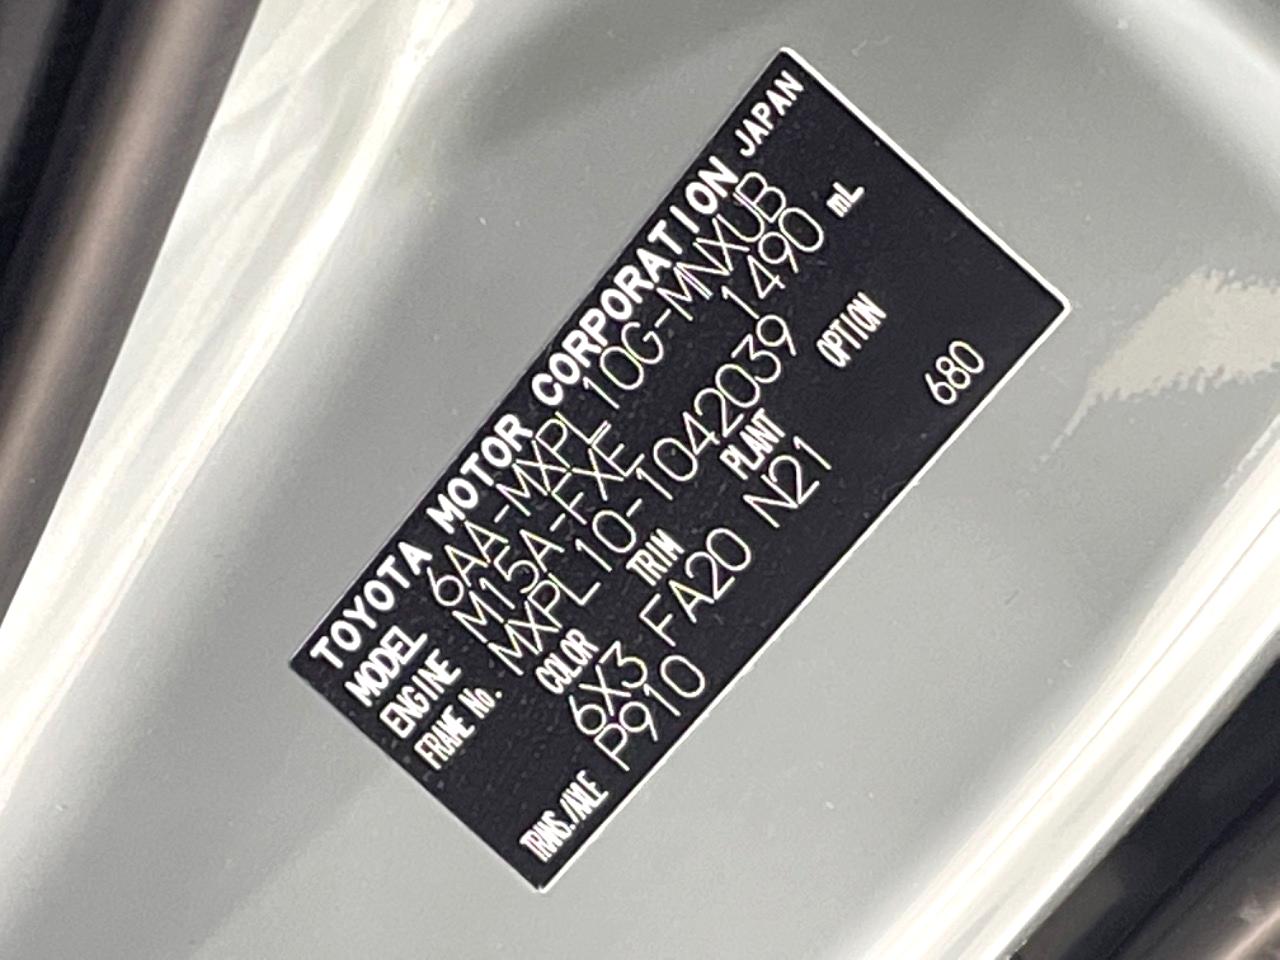 TOYOTA MOTOR CORPORATION JAPAN
MODEL 6AA-MXPL10G-MNXUB
ENGINE M15A-FXE 1490 mL
FRAME No. MXPL10-1042039
COLOR TRIM PLANT OPTION
6X3 FA20 N21 680
TRANS./AXLE P910